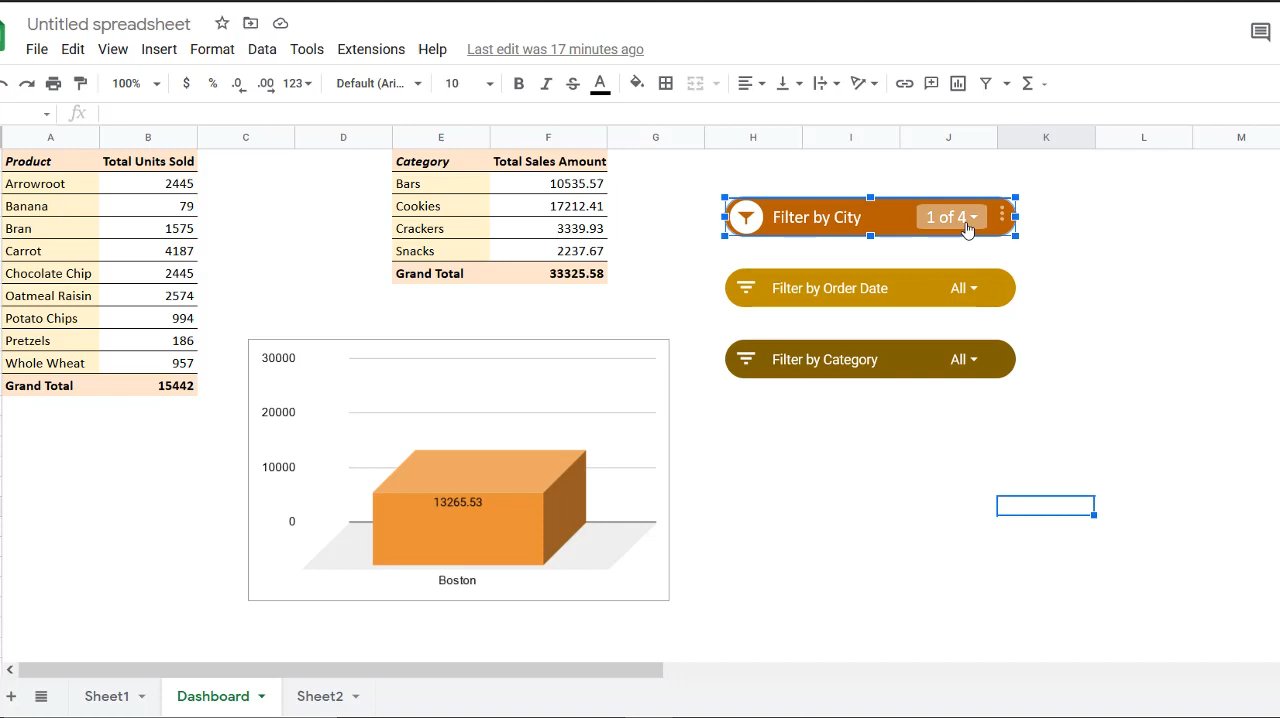 Untitled spreadsheet
File Edit View Insert Format Data Tools Extensions Help Last edit was 17 minutes ago
100% $ % .0 .00 123 Default (Ari... 10 B I S A Σ
fx
A B C D E F G H I J K L M
Product Total Units Sold
Arrowroot 2445
Banana 79
Bran 1575
Carrot 4187
Chocolate Chip 2445
Oatmeal Raisin 2574
Potato Chips 994
Pretzels 186
Whole Wheat 957
Grand Total 15442
Category Total Sales Amount
Bars 10535.57
Cookies 17212.41
Crackers 3339.93
Snacks 2237.67
Grand Total 33325.58
Filter by City 1 of 4
Filter by Order Date All
Filter by Category All
30000
20000
10000
0
13265.53
Boston
Sheet1 Dashboard Sheet2